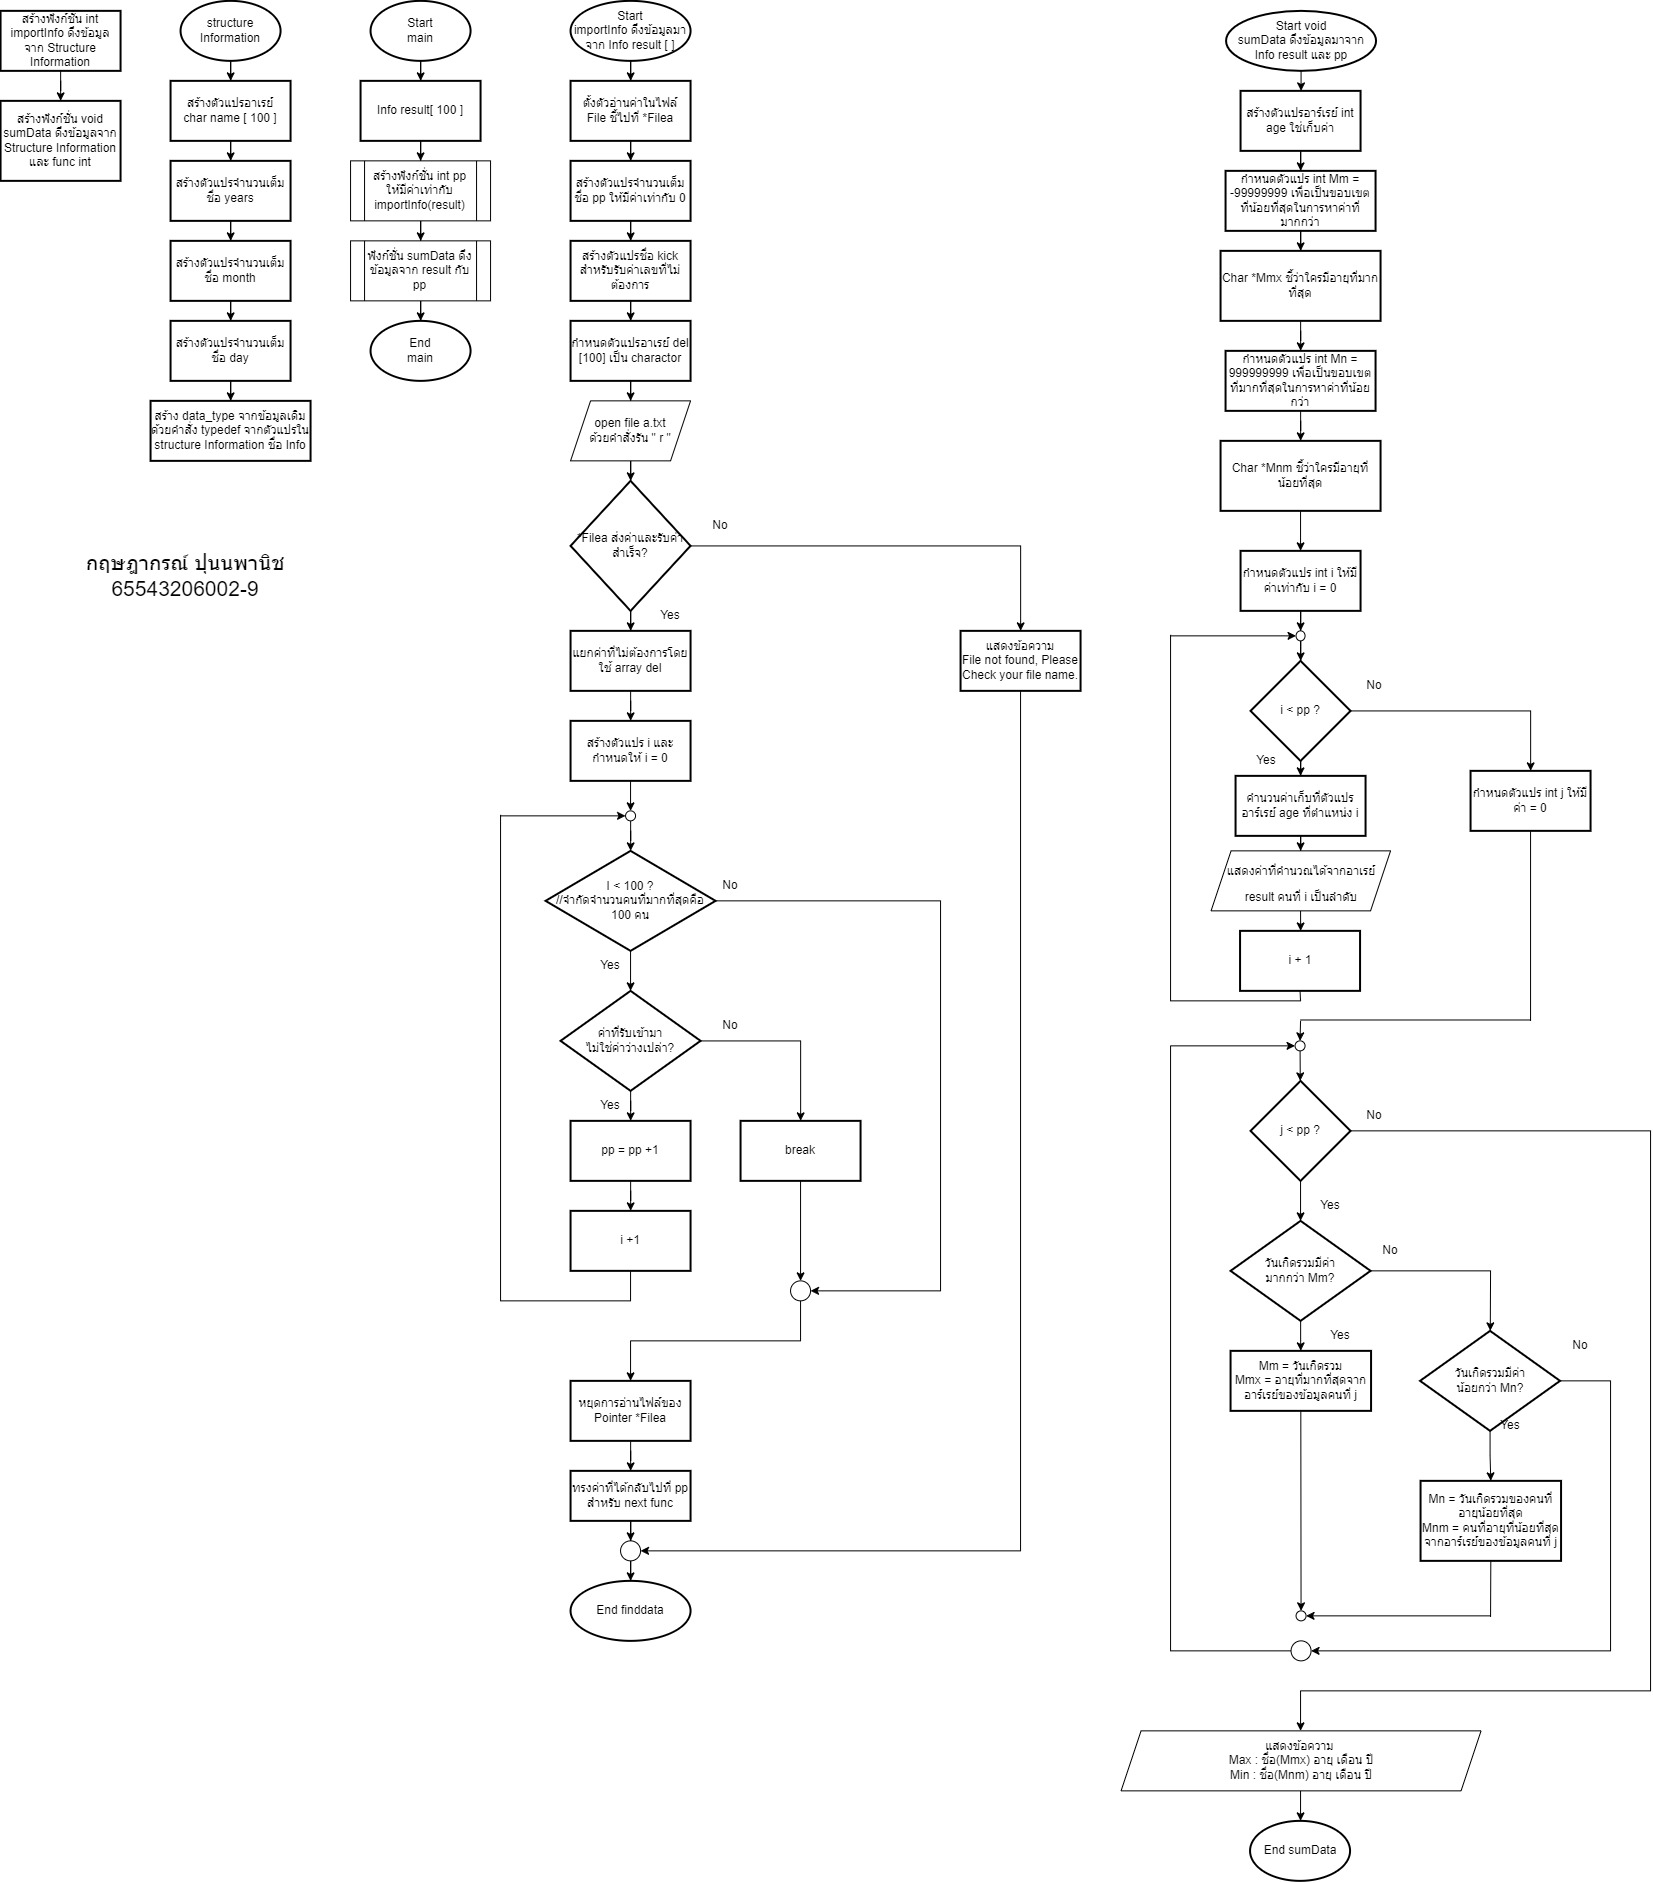 สร้างฟังก์ชั่น int
importInfo ดึงข้อมูล
จาก Structure
Information
สร้างฟังก์ชั่น void
sumData ดึงข้อมูลจาก
Structure Information
และ func int
structure
Information
สร้างตัวแปรอาเรย์
char name [ 100 ]
สร้างตัวแปรจำนวนเต็ม
ชื่อ years
สร้างตัวแปรจำนวนเต็ม
ชื่อ month
สร้างตัวแปรจำนวนเต็ม
ชื่อ day
สร้าง data_type จากข้อมูลเดิม
ด้วยคำสั่ง typedef จากตัวแปรใน
structure Information ชื่อ Info
Start
main
Info result[ 100 ]
สร้างฟังก์ชั่น int pp
ให้มีค่าเท่ากับ
importInfo(result)
ฟังก์ชั่น sumData ดึง
ข้อมูลจาก result กับ
pp
End
main
กฤษฎากรณ์ ปุนนพานิช
65543206002-9
Start
importInfo ดึงข้อมูลมา
จาก Info result [ ]
ตั้งตัวอ่านค่าในไฟล์
File ชี้ไปที่ *Filea
สร้างตัวแปรจำนวนเต็ม
ชื่อ pp ให้มีค่าเท่ากับ 0
สร้างตัวแปรชื่อ kick
สำหรับรับค่าเลขที่ไม่
ต้องการ
กำหนดตัวแปรอาเรย์ del
[100] เป็น charactor
open file a.txt
ด้วยคำสั่งรัน " r "
*Filea ส่งค่าและรับค่า
สำเร็จ?
No
Yes
แยกค่าที่ไม่ต้องการโดย
ใช้ array del
แสดงข้อความ
File not found, Please
Check your file name.
สร้างตัวแปร i และ
กำหนดให้ i = 0
I < 100 ?
//จำกัดจำนวนคนที่มากที่สุดคือ
100 คน
No
Yes
ค่าที่รับเข้ามา
ไม่ใช่ค่าว่างเปล่า?
No
Yes
pp = pp +1
break
i +1
หยุดการอ่านไฟล์ของ
Pointer *Filea
ทรงค่าที่ได้กลับไปที่ pp
สำหรับ next func
End finddata
Start void
sumData ดึงข้อมูลมาจาก
Info result และ pp
สร้างตัวแปรอาร์เรย์ int
age ใช้เก็บค่า
กำหนดตัวแปร int Mm =
-99999999 เพื่อเป็นขอบเขต
ที่น้อยที่สุดในการหาค่าที่
มากกว่า
Char *Mmx ชี้ว่าใครมีอายุที่มาก
ที่สุด
กำหนดตัวแปร int Mn =
999999999 เพื่อเป็นขอบเขต
ที่มากที่สุดในการหาค่าที่น้อย
กว่า
Char *Mnm ชี้ว่าใครมีอายุที่
น้อยที่สุด
กำหนดตัวแปร int i ให้มี
ค่าเท่ากับ i = 0
i < pp ?
No
Yes
คำนวนค่าเก็บที่ตัวแปร
อาร์เรย์ age ที่ตำแหน่ง i
กำหนดตัวแปร int j ให้มี
ค่า = 0
แสดงค่าที่คำนวณได้จากอาเรย์
result คนที่ i เป็นลำดับ
i + 1
j < pp ?
No
Yes
วันเกิดรวมมีค่า
มากกว่า Mm?
No
Yes
Mm = วันเกิดรวม
Mmx = อายุที่มากที่สุดจาก
อาร์เรย์ของข้อมูลคนที่ j
วันเกิดรวมมีค่า
น้อยกว่า Mn?
No
Yes
Mn = วันเกิดรวมของคนที่
อายุน้อยที่สุด
Mnm = คนที่อายุที่น้อยที่สุด
จากอาร์เรย์ของข้อมูลคนที่ j
แสดงข้อความ
Max : ชื่อ(Mmx) อายุ เดือน ปี
Min : ชื่อ(Mnm) อายุ เดือน ปี
End sumData